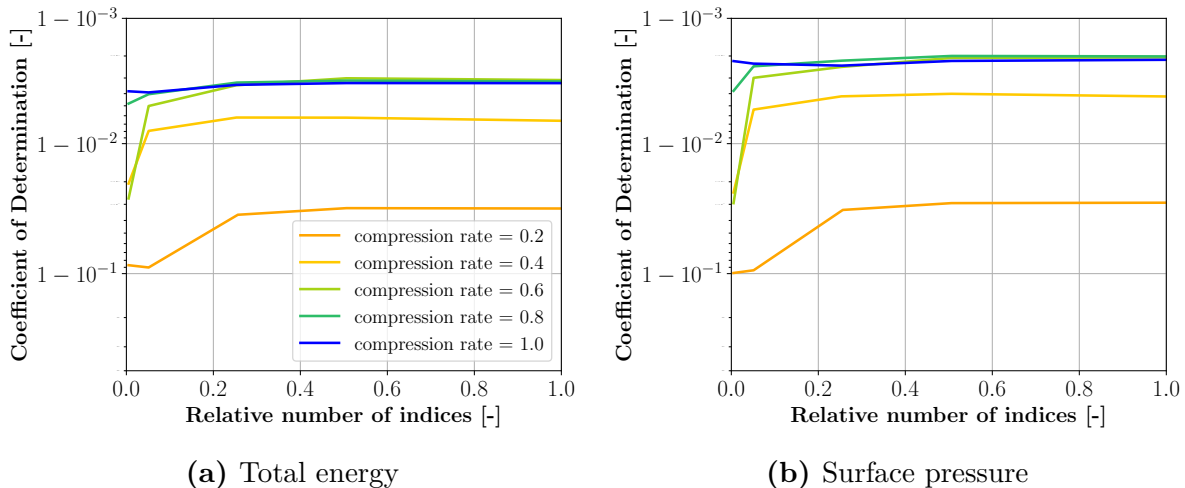 1 − 10⁻³
1 − 10⁻²
1 − 10⁻¹
Coefficient of Determination [-]
compression rate = 0.2
compression rate = 0.4
compression rate = 0.6
compression rate = 0.8
compression rate = 1.0
0.0 0.2 0.4 0.6 0.8 1.0
Relative number of indices [-]
(a) Total energy
1 − 10⁻³
1 − 10⁻²
1 − 10⁻¹
Coefficient of Determination [-]
0.0 0.2 0.4 0.6 0.8 1.0
Relative number of indices [-]
(b) Surface pressure